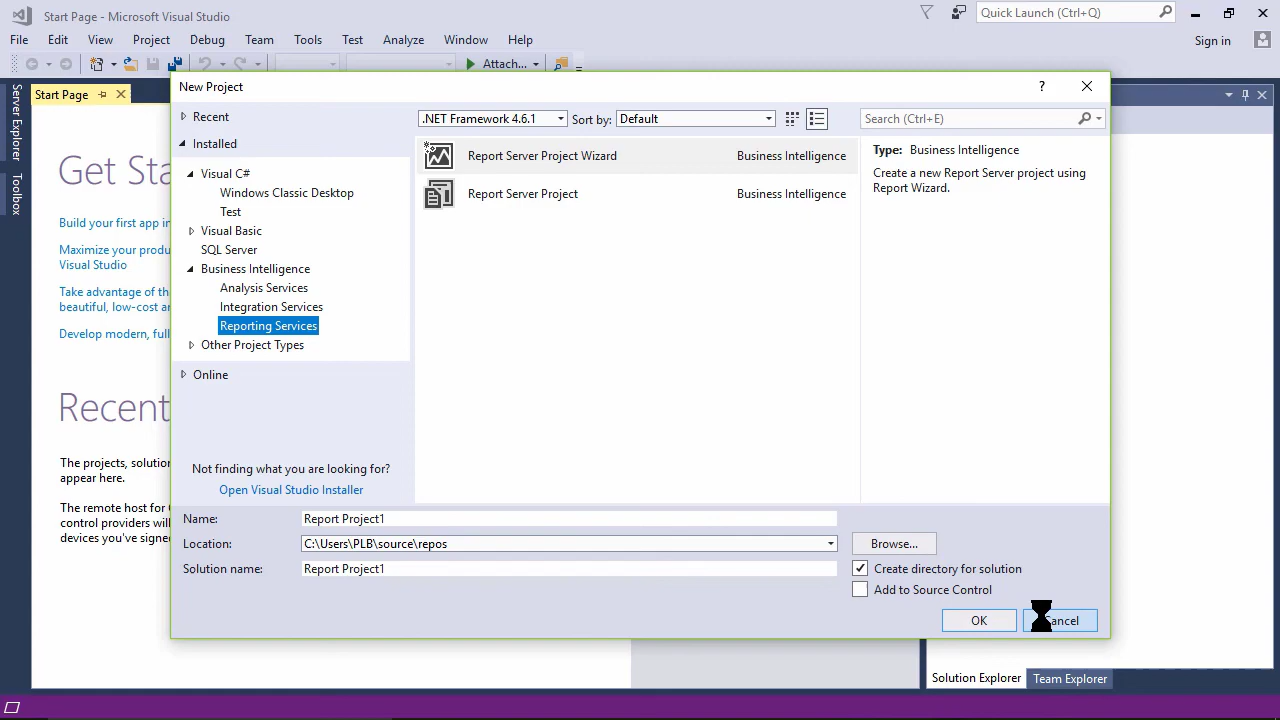 Start Page - Microsoft Visual Studio
Quick Launch (Ctrl+Q)
File Edit View Project Debug Team Tools Test Analyze Window Help
Sign in
Attach...
Server Explorer
Toolbox
Start Page
Get Sta
Build your first app in
Maximize your produ
Visual Studio
Take advantage of th
beautiful, low-cost a
Develop modern, full
Recent
The projects, solution
appear here.
The remote host for
control providers will
devices you've signed
New Project
Recent
Installed
Visual C#
Windows Classic Desktop
Test
Visual Basic
SQL Server
Business Intelligence
Analysis Services
Integration Services
Reporting Services
Other Project Types
Online
Not finding what you are looking for?
Open Visual Studio Installer
.NET Framework 4.6.1 Sort by: Default
Search (Ctrl+E)
Report Server Project Wizard Business Intelligence
Report Server Project Business Intelligence
Type: Business Intelligence
Create a new Report Server project using
Report Wizard.
Name: Report Project1
Location: C:\Users\PLB\source\repos
Browse...
Solution name: Report Project1
Create directory for solution
Add to Source Control
OK Cancel
Solution Explorer Team Explorer